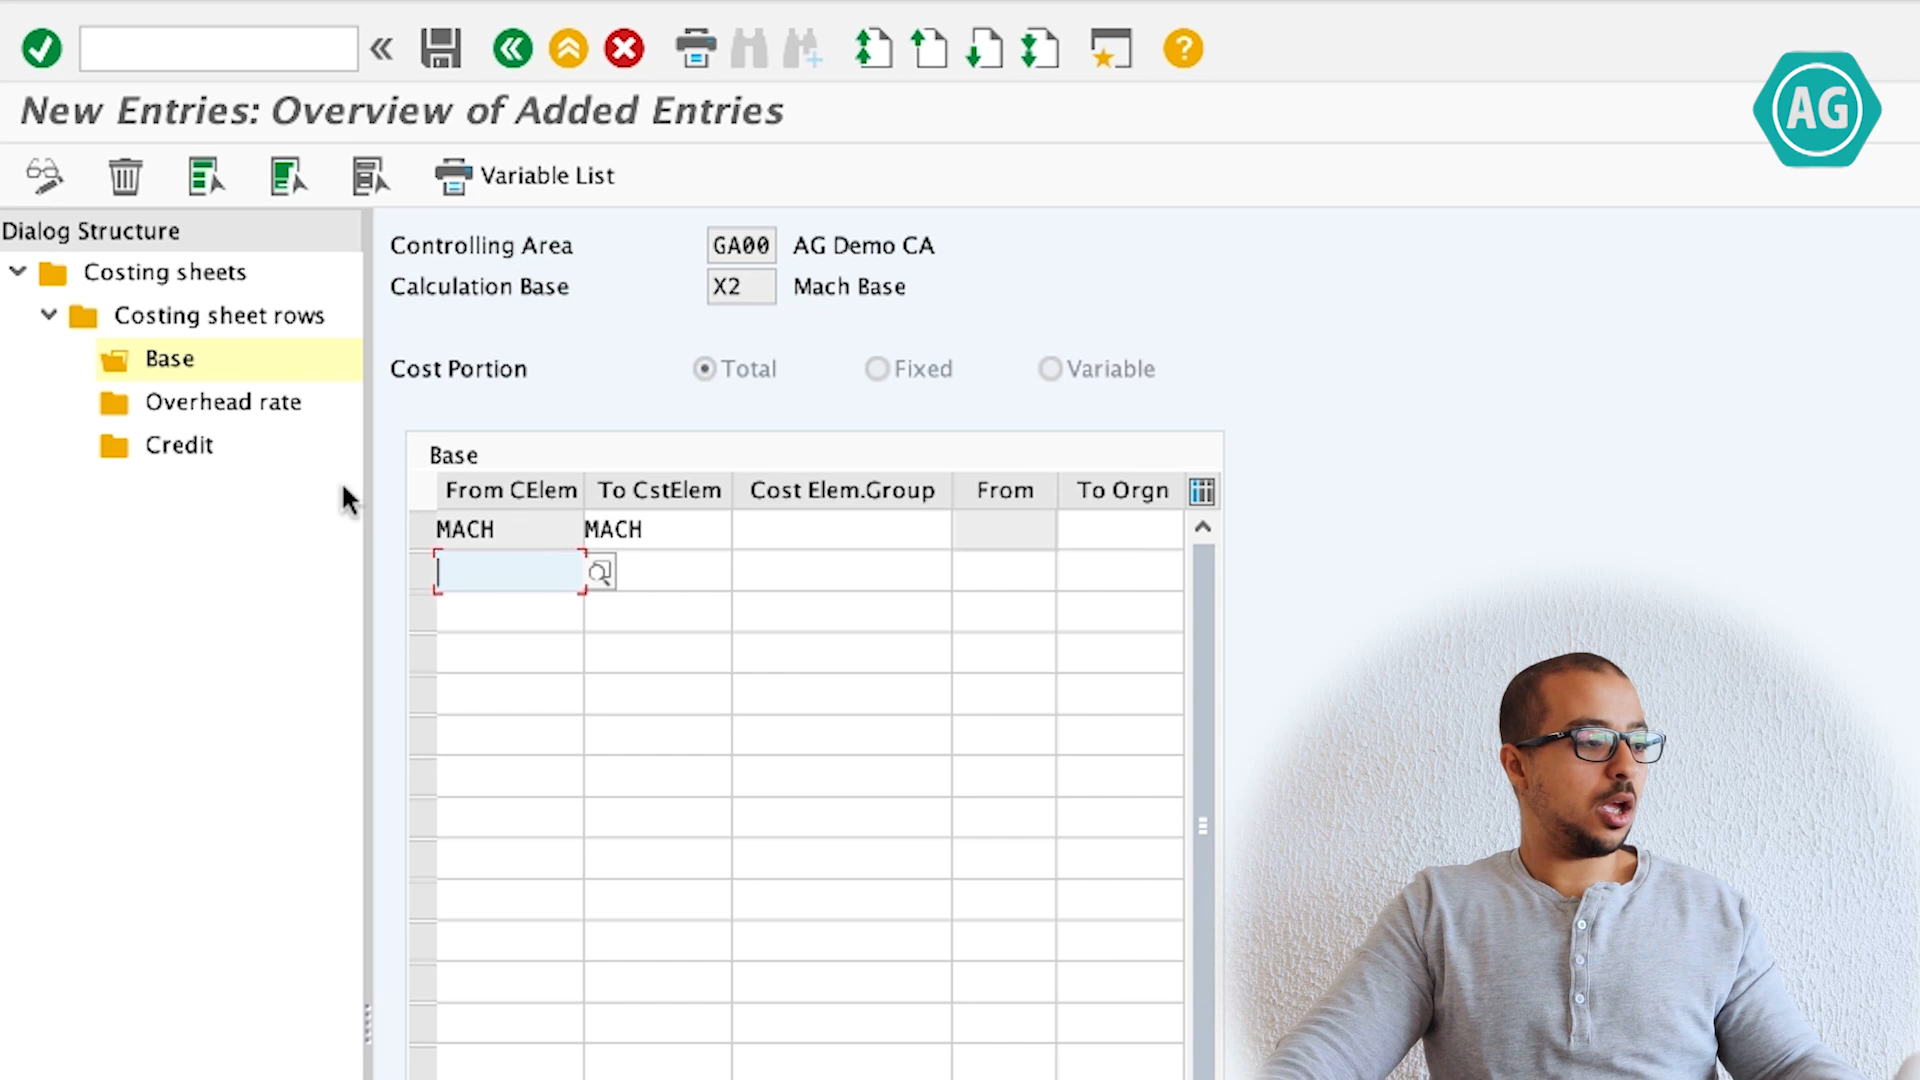 New Entries: Overview of Added Entries
AG
Variable List
Dialog Structure
Costing sheets
Costing sheet rows
Base
Overhead rate
Credit
Controlling Area GA00 AG Demo CA
Calculation Base X2 Mach Base
Cost Portion Total Fixed Variable
Base
From CElem To CstElem Cost Elem.Group From To Orgn
MACH MACH